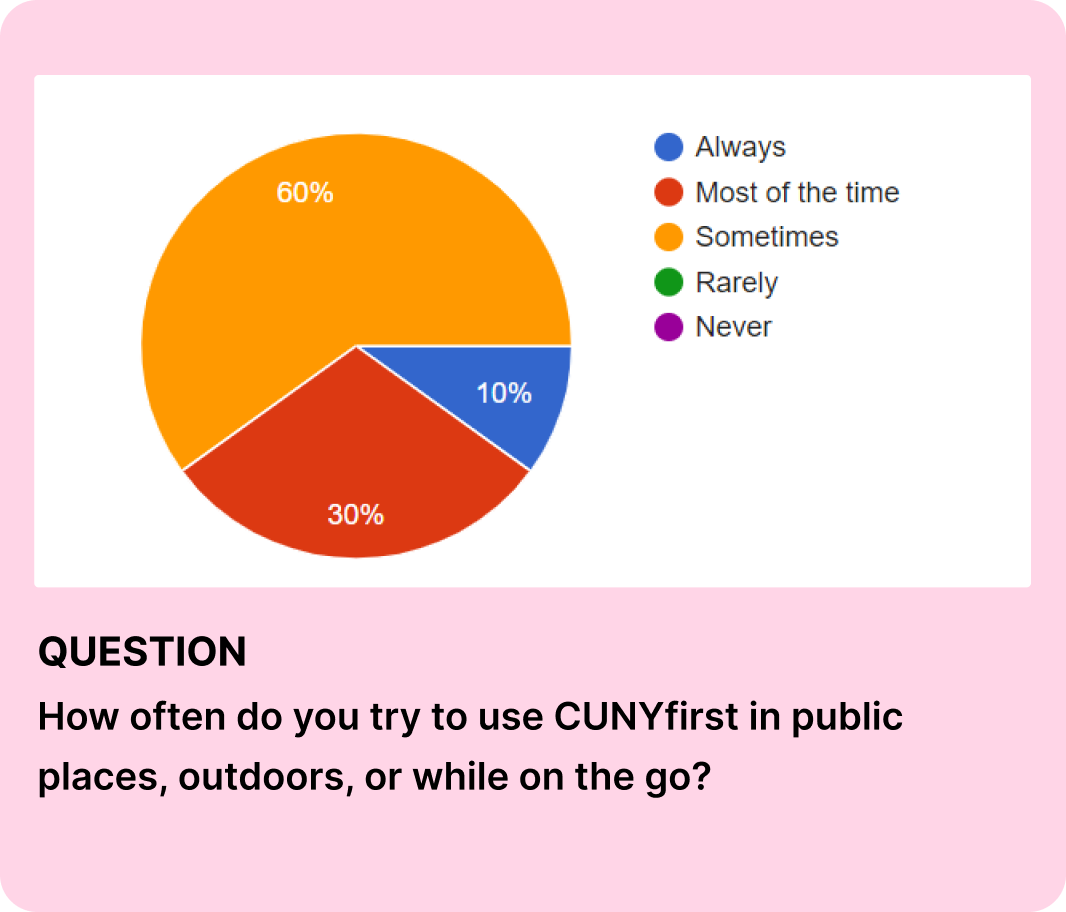 60%
10%
30%
Always
Most of the time
Sometimes
Rarely
Never
QUESTION
How often do you try to use CUNYfirst in public
places, outdoors, or while on the go?